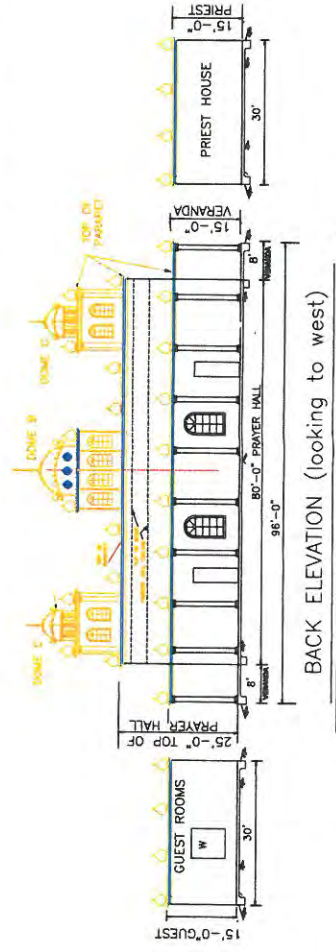 DOME C
DOME B
DOME C
TOP OF
PARAPET
15'-0"GUEST
GUEST ROOMS
W
30'
25'-0" TOP OF
PRAYER HALL
8'
VERANDA
80'-0" PRAYER HALL
96'-0"
8'
VERANDA
15'-0"
VERANDA
PRIEST HOUSE
30'
15'-0"
PRIEST
BACK ELEVATION (looking to west)